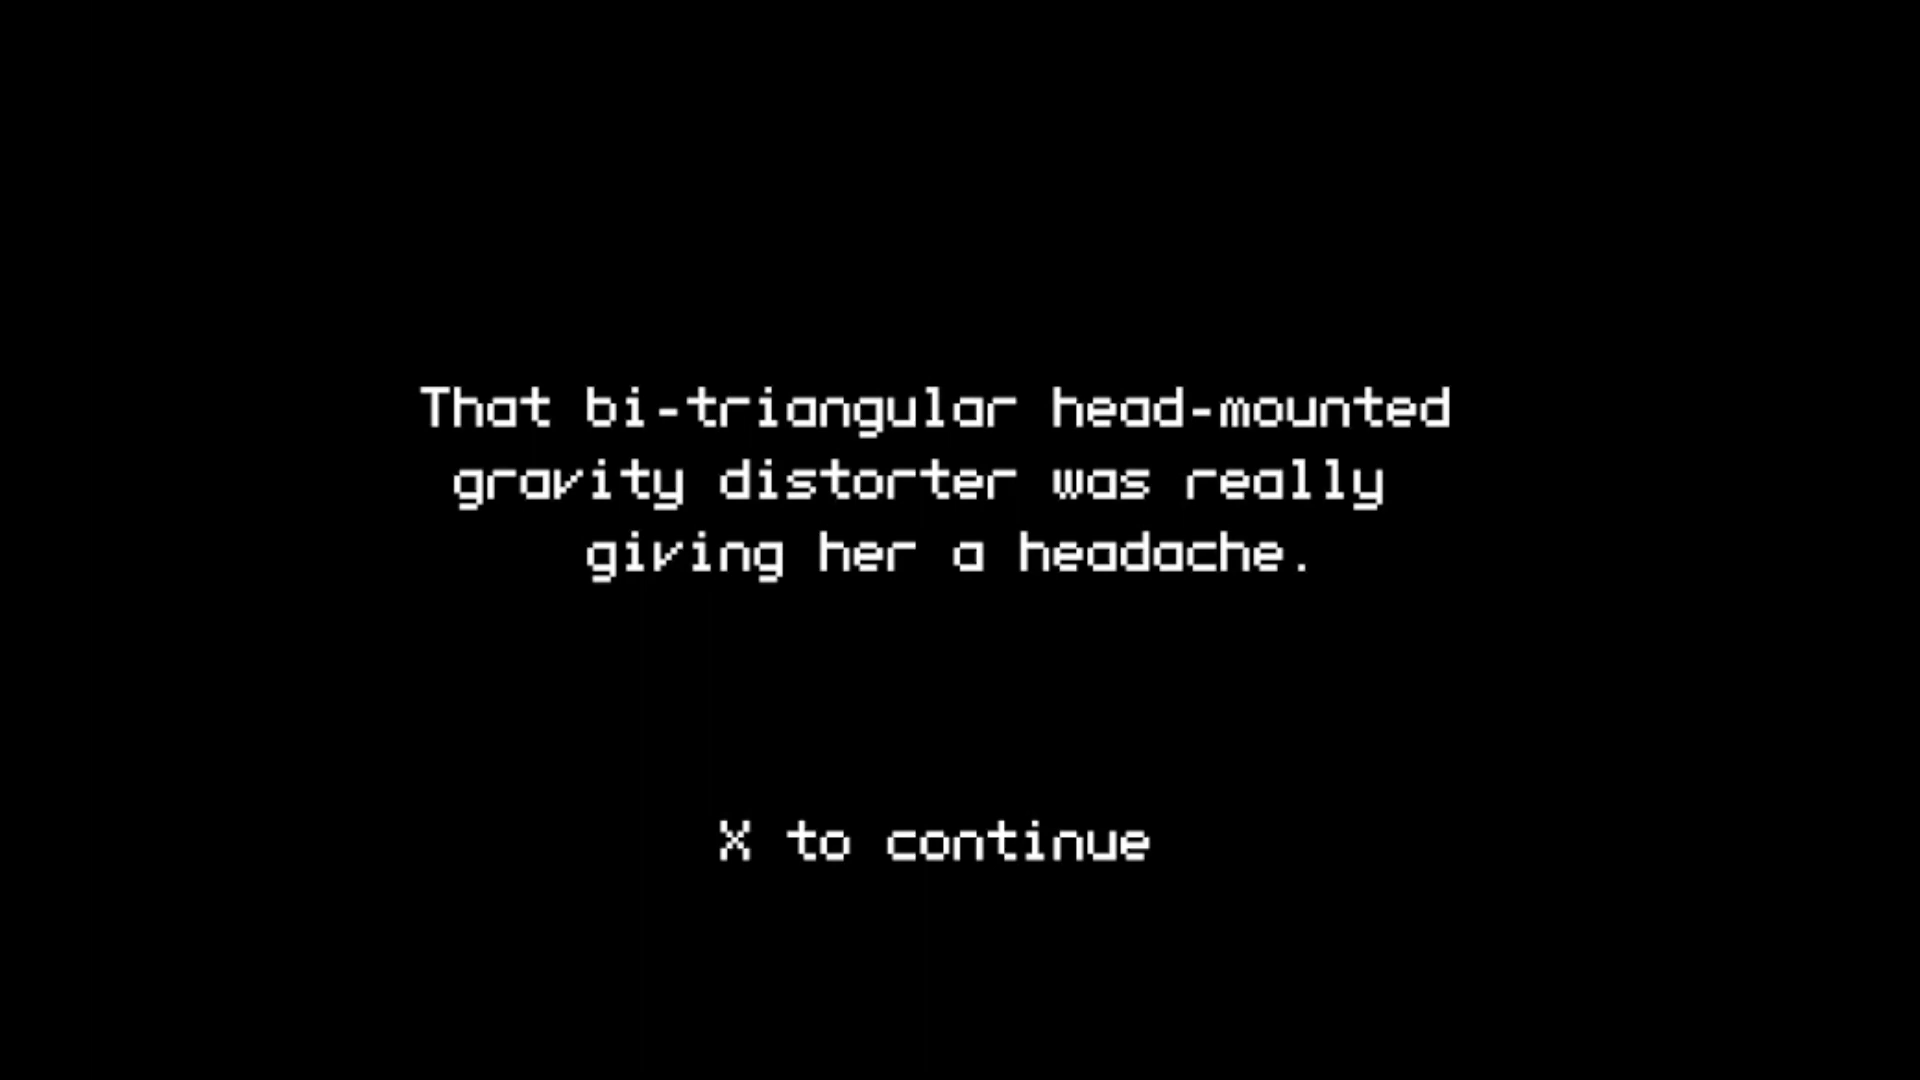 That bi-triangular head-mounted
gravity distorter was really
giving her a headache.
X to continue